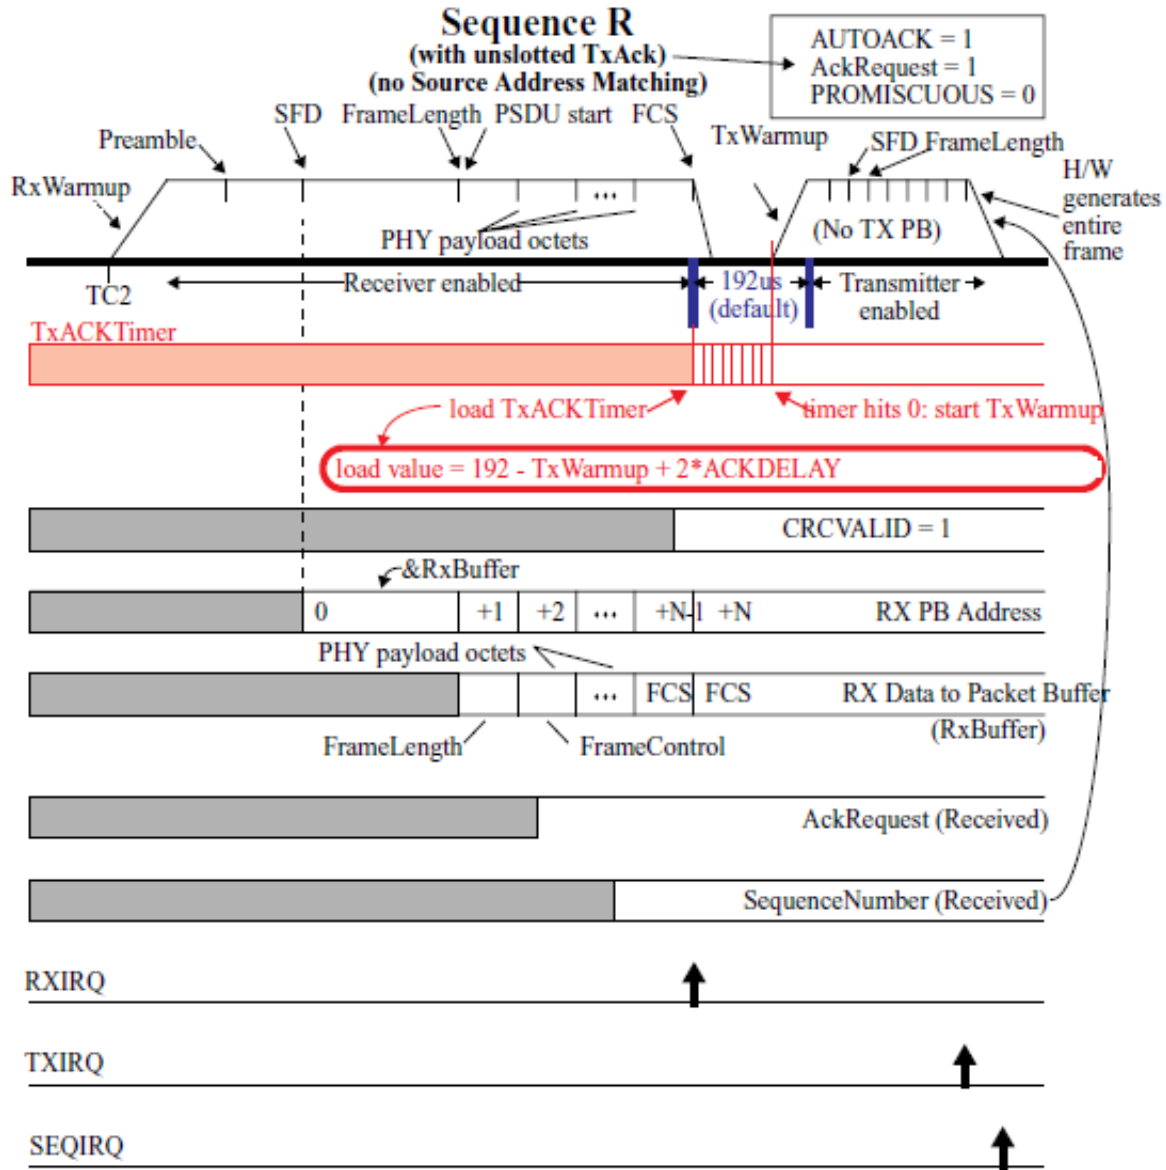 Sequence R
(with unslotted TxAck)
(no Source Address Matching)
AUTOACK = 1
AckRequest = 1
PROMISCUOUS = 0
SFD FrameLength PSDU start FCS
Preamble
TxWarmup
SFD FrameLength
RxWarmup
H/W
generates
entire
frame
...
PHY payload octets
(No TX PB)
TC2
Receiver enabled
192us
(default)
Transmitter
enabled
TxACKTimer
load TxACKTimer
timer hits 0: start TxWarmup
load value = 192 - TxWarmup + 2*ACKDELAY
CRCVALID = 1
&RxBuffer
0 +1 +2 ... +N-1 +N RX PB Address
PHY payload octets
... FCS FCS RX Data to Packet Buffer
(RxBuffer)
FrameLength FrameControl
AckRequest (Received)
SequenceNumber (Received)
RXIRQ
TXIRQ
SEQIRQ